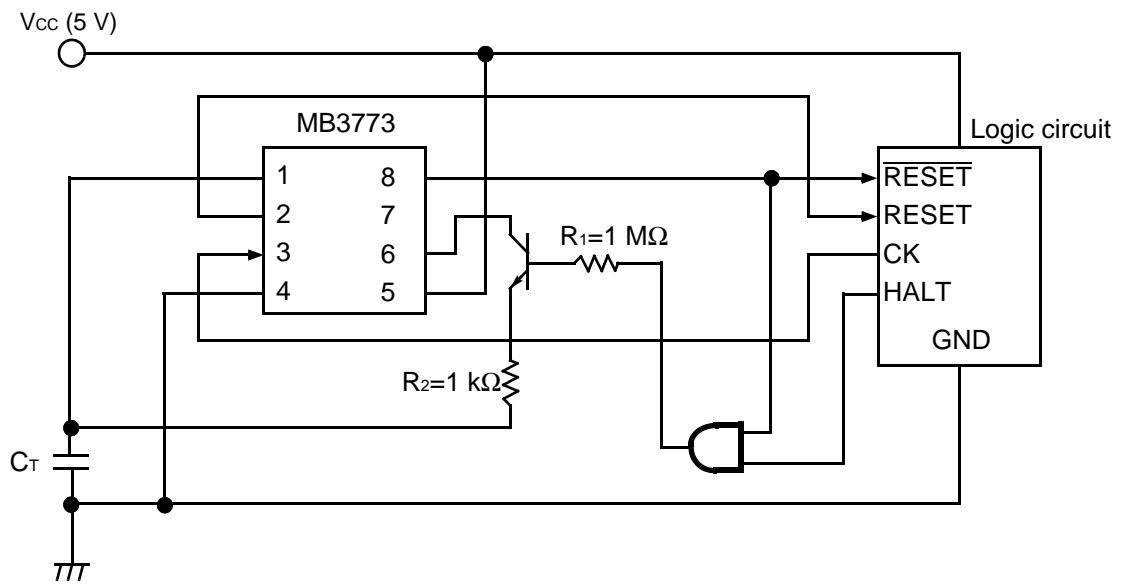 VCC (5 V)
MB3773
Logic circuit
1 8
2 7
3 6
4 5
R1=1 MΩ
R2=1 kΩ
RESET
RESET
CK
HALT
GND
CT